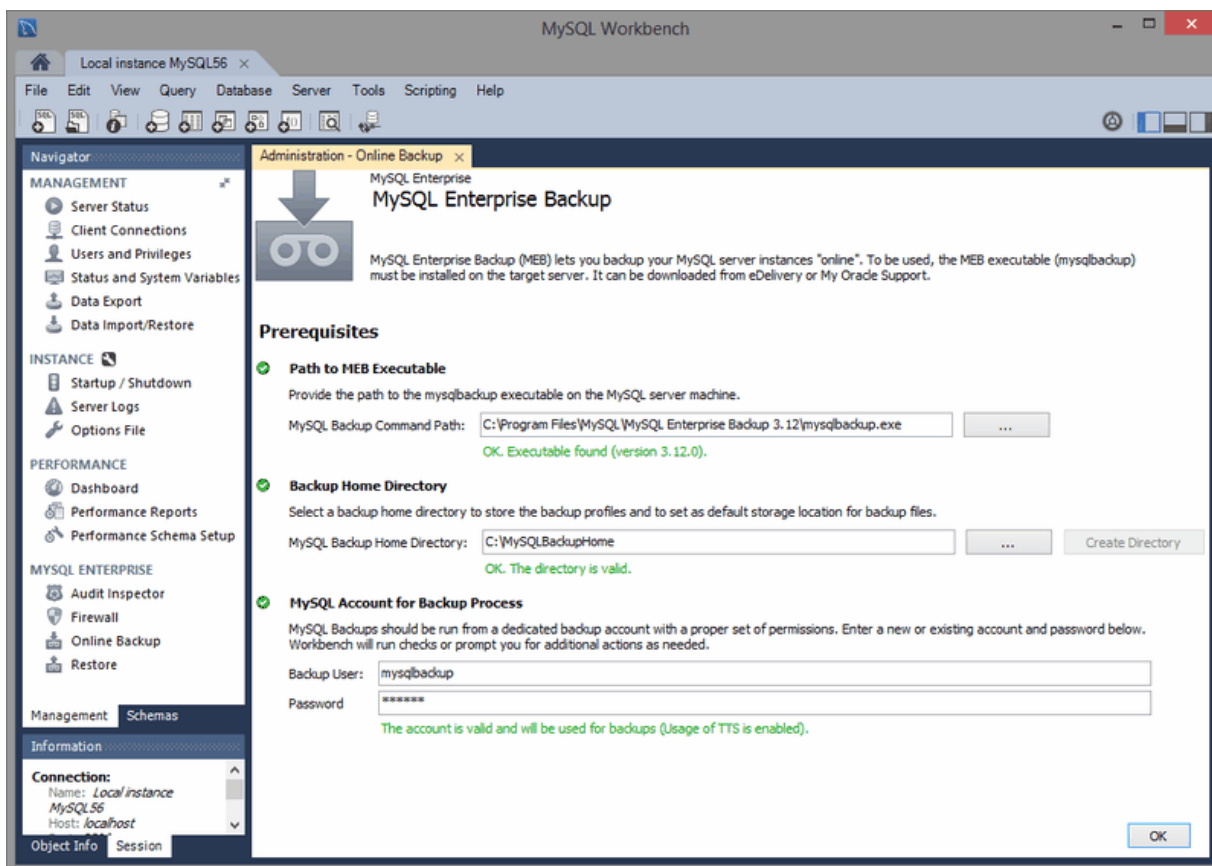 MySQL Workbench
Local instance MySQL56
File Edit View Query Database Server Tools Scripting Help
Navigator
MANAGEMENT
Server Status
Client Connections
Users and Privileges
Status and System Variables
Data Export
Data Import/Restore
INSTANCE
Startup / Shutdown
Server Logs
Options File
PERFORMANCE
Dashboard
Performance Reports
Performance Schema Setup
MYSQL ENTERPRISE
Audit Inspector
Firewall
Online Backup
Restore
Management Schemas
Information
Connection:
Name: Local instance
MySQL56
Host: localhost
Object Info Session
Administration - Online Backup
MySQL Enterprise
MySQL Enterprise Backup
MySQL Enterprise Backup (MEB) lets you backup your MySQL server instances "online". To be used, the MEB executable (mysqlbackup)
must be installed on the target server. It can be downloaded from eDelivery or My Oracle Support.
Prerequisites
Path to MEB Executable
Provide the path to the mysqlbackup executable on the MySQL server machine.
MySQL Backup Command Path: C:\Program Files\MySQL\MySQL Enterprise Backup 3.12\mysqlbackup.exe ...
OK. Executable found (version 3.12.0).
Backup Home Directory
Select a backup home directory to store the backup profiles and to set as default storage location for backup files.
MySQL Backup Home Directory: C:\MySQLBackupHome ... Create Directory
OK. The directory is valid.
MySQL Account for Backup Process
MySQL Backups should be run from a dedicated backup account with a proper set of permissions. Enter a new or existing account and password below.
Workbench will run checks or prompt you for additional actions as needed.
Backup User: mysqlbackup
Password ******
The account is valid and will be used for backups (Usage of TTS is enabled).
OK